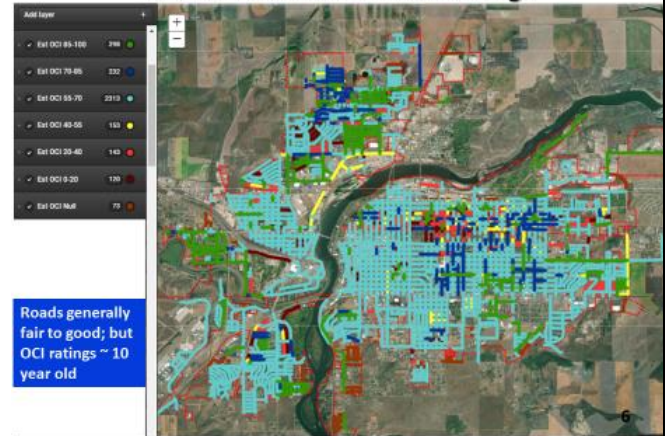 Add layer +
Est OCI 85-100 298
Est OCI 70-85 232
Est OCI 55-70 2313
Est OCI 40-55 153
Est OCI 20-40 143
Est OCI 0-20 120
Est OCI Null 73
+
−
Roads generally
fair to good; but
OCI ratings ~ 10
year old
6